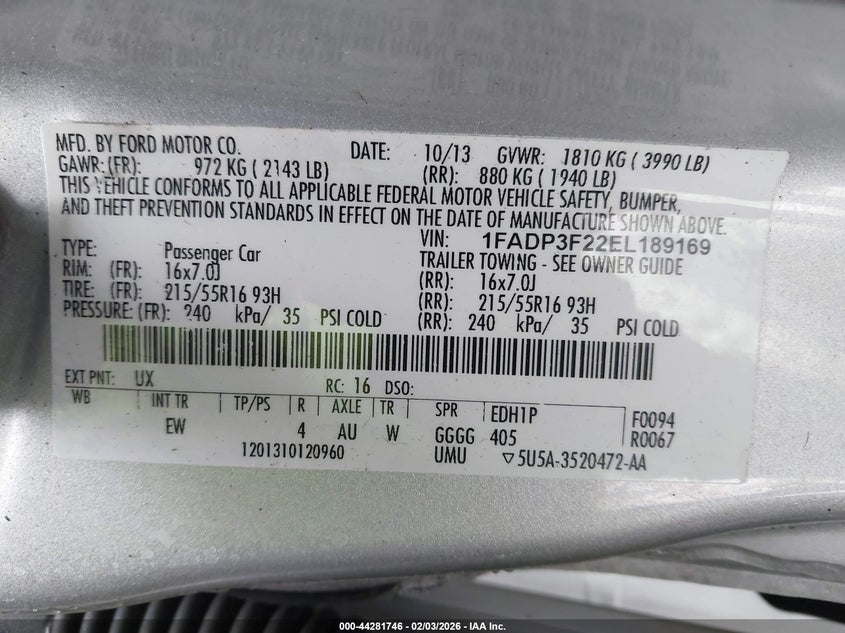 MFD. BY FORD MOTOR CO. DATE: 10/13 GVWR: 1810 KG ( 3990 LB)
GAWR:(FR): 972 KG ( 2143 LB) (RR): 880 KG ( 1940 LB)
THIS VEHICLE CONFORMS TO ALL APPLICABLE FEDERAL MOTOR VEHICLE SAFETY, BUMPER,
AND THEFT PREVENTION STANDARDS IN EFFECT ON THE DATE OF MANUFACTURE SHOWN ABOVE.
VIN: 1FADP3F22EL189169
TYPE: Passenger Car TRAILER TOWING - SEE OWNER GUIDE
RIM: (FR): 16x7.0J (RR): 16x7.0J
TIRE: (FR): 215/55R16 93H (RR): 215/55R16 93H
PRESSURE: (FR): 240 kPa/ 35 PSI COLD (RR): 240 kPa/ 35 PSI COLD
EXT PNT: UX RC: 16 DSO:
WB INT TR TP/PS R AXLE TR SPR EDH1P F0094
EW 4 AU W GGGG 405 R0067
1201310120960 UMU ▽5U5A-3520472-AA
000-44281746 - 02/03/2026 - IAA Inc.